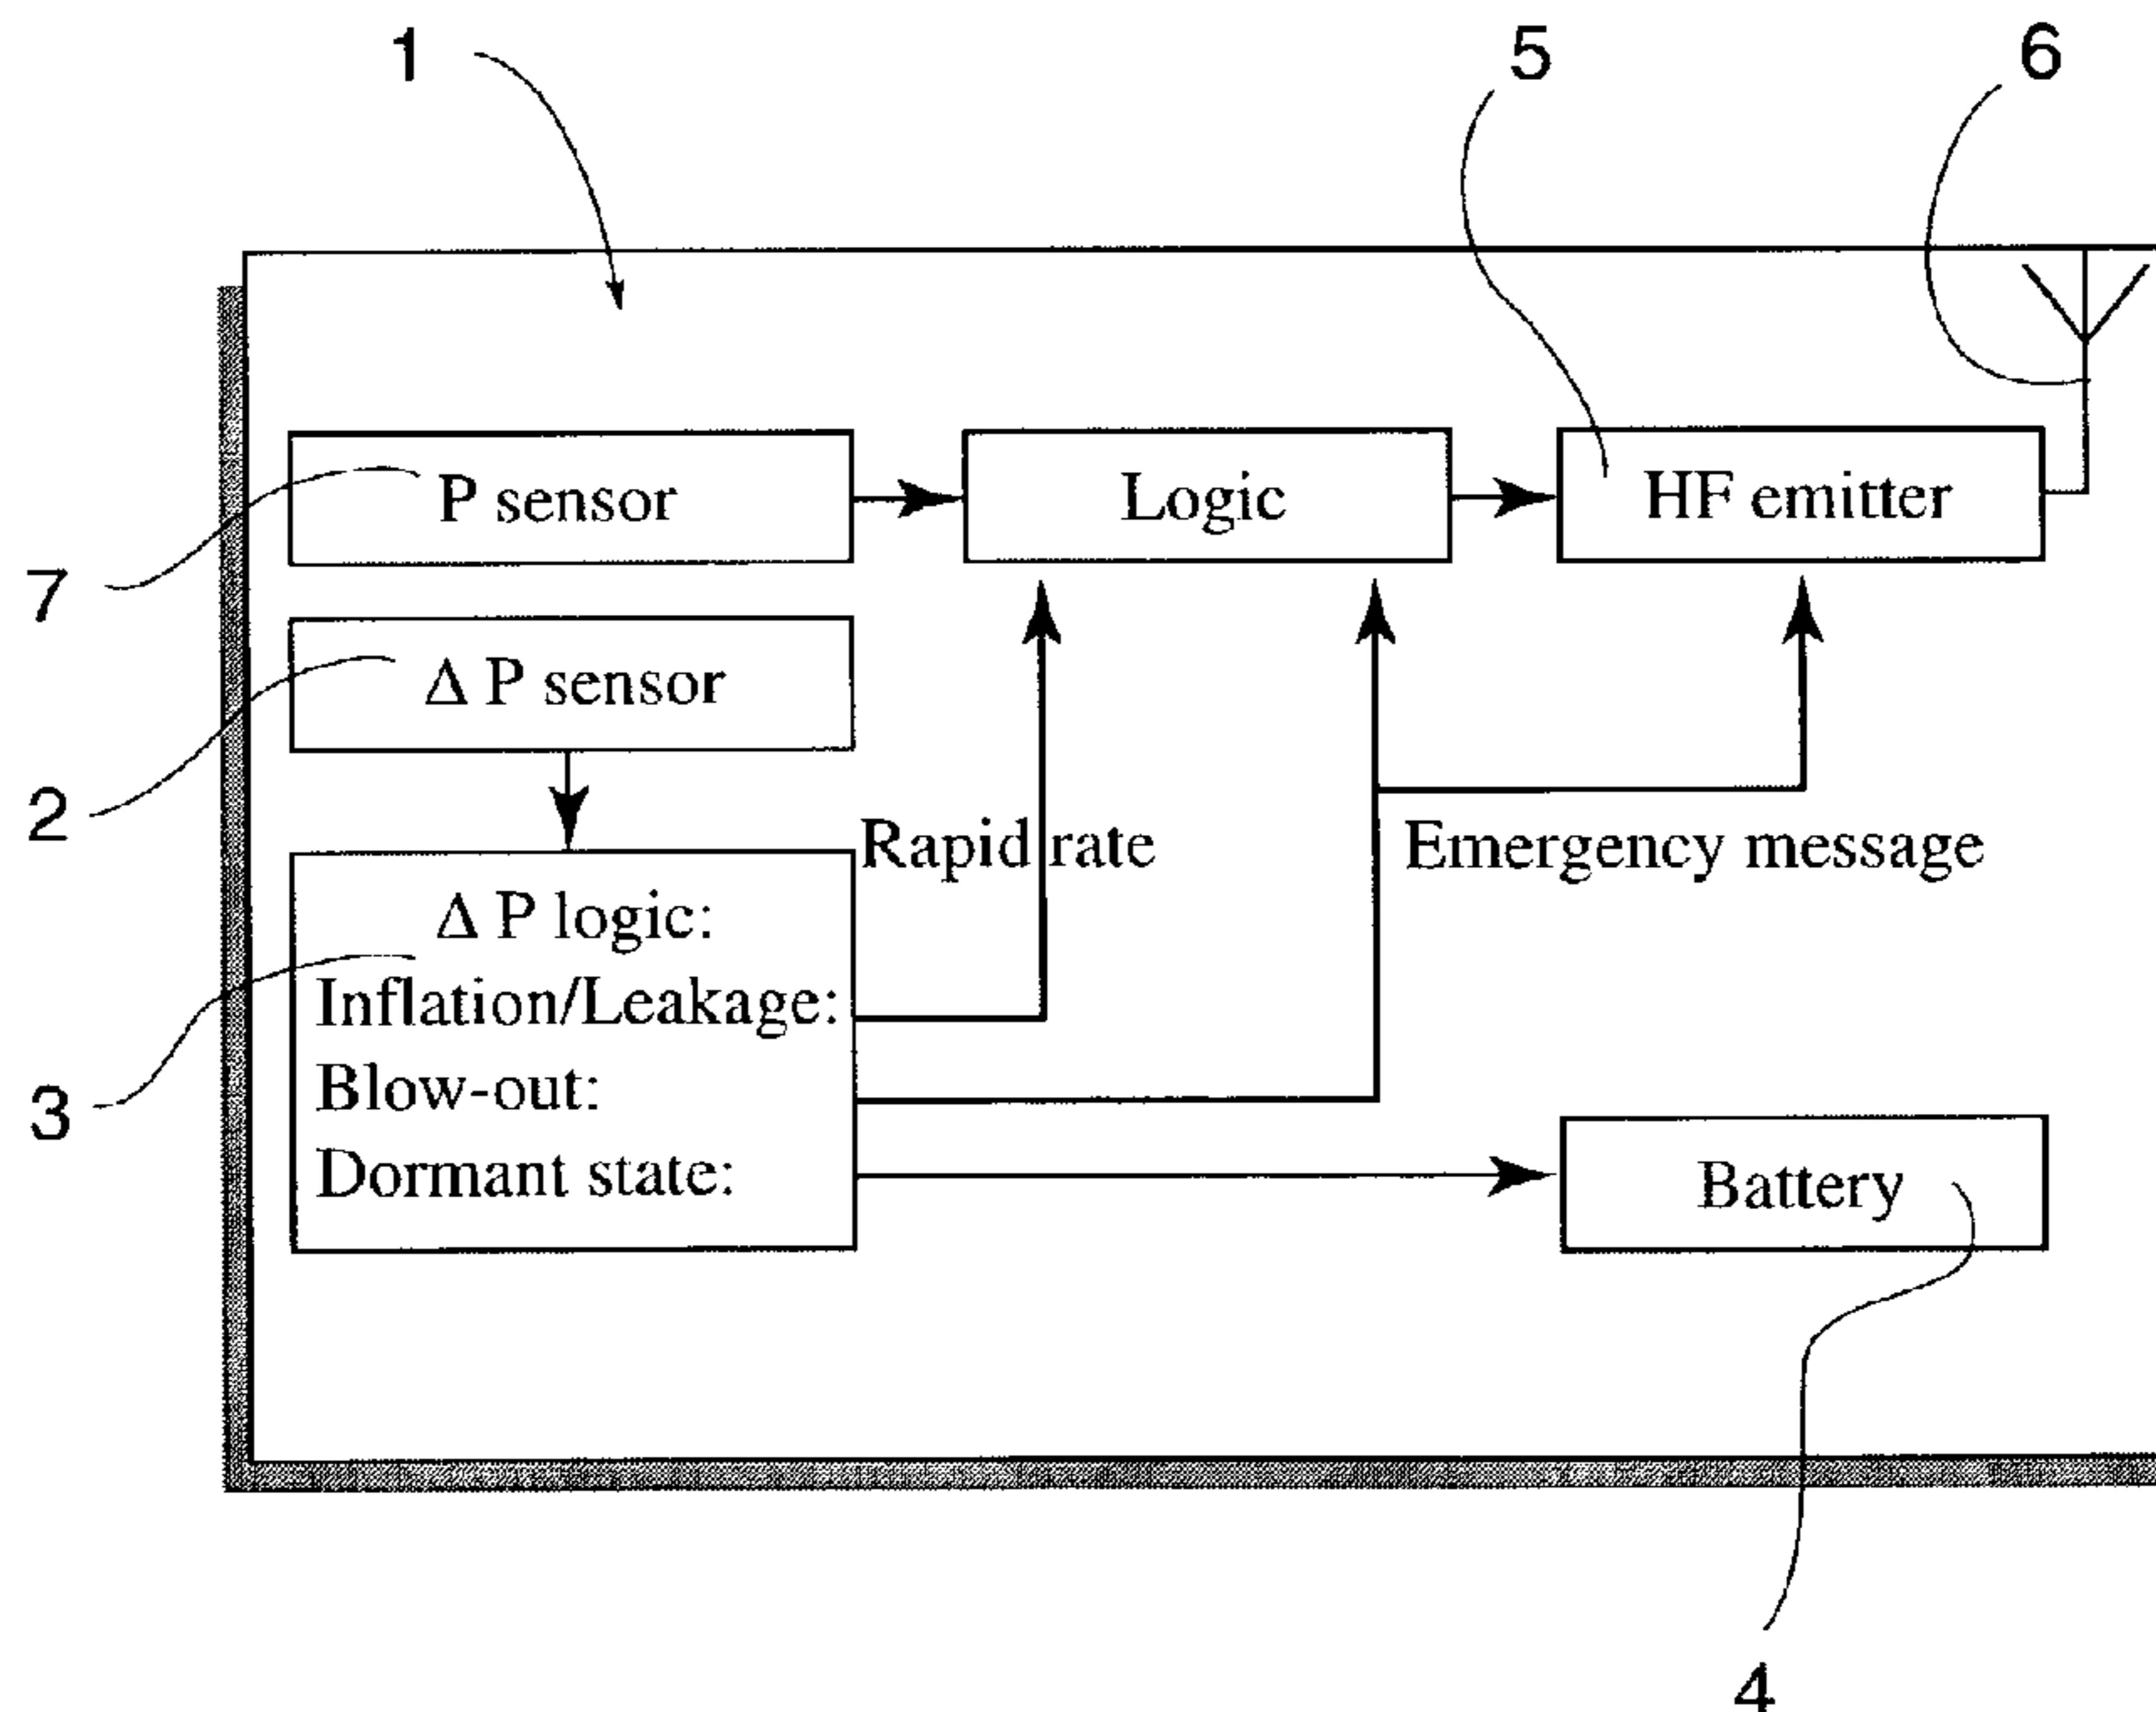 1
5
6
P sensor
Logic
HF emitter
7
Δ P sensor
2
Rapid rate
Emergency message
Δ P logic:
Inflation/Leakage:
Blow-out:
Dormant state:
3
Battery
4